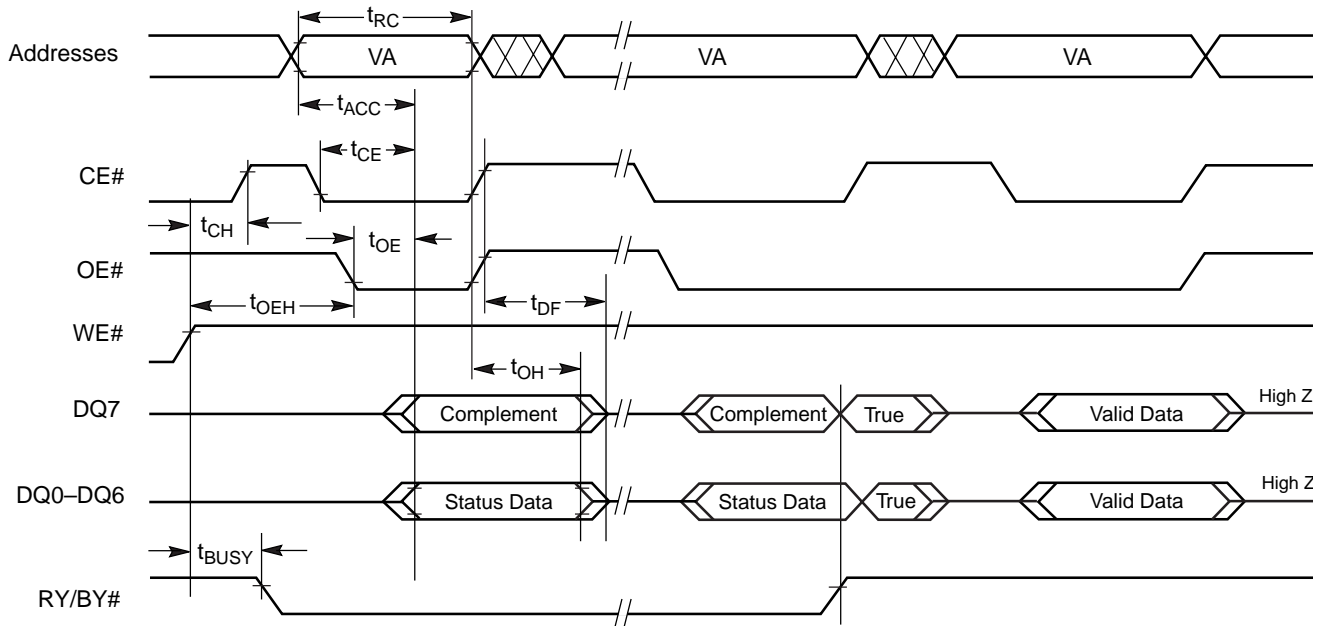 tRC
Addresses
VA
VA
VA
tACC
tCE
CE#
tCH
tOE
OE#
tOEH
tDF
WE#
tOH
DQ7
Complement
Complement
True
Valid Data
High Z
DQ0–DQ6
Status Data
Status Data
True
Valid Data
High Z
tBUSY
RY/BY#